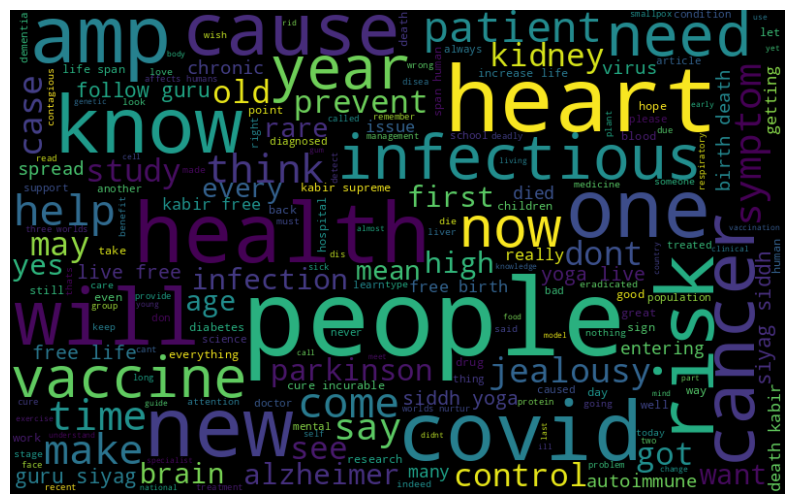 amp
cause
patient
need
know
year
heart
kidney
virus
chronic
follow guru
old
prevent
case
life span
love
affects
humans
look
genetic
point
rare
issue
diagnosed
right
called
management
school
deadly
blood
please
hope
article
increase life
span human
smallpox
condition
let
yet
use
always
death
dementia
contagious
rid
body
wish
wrong
disea
remember
plant
due
early
getting
birth death
symptom
infectious
think
study
spread
read
cell
made
gun
detect
living
someone
respiratory
medicine
support
another
every
kabir supreme
first
died
children
one
help
benefit
kabir free
back
must
hospital
liver
die
dis
almost
really
treated
clinical
vaccination
human
three worlds
may
take
health
now
dont
yes
live free
infection
mean
high
yoga live
country
still
care
even
provide
age
sick
learntype
free birth
knowledge
bad
eradicated
good
population
siyag siddh
group
young
don
diabetes
never
food
said
nothing
great
sign
will
people
risk
cancer
keep
science
call
model
free life
cant
everything
parkinson
drug
jealousy
entering
vaccine
long
cure incurable
thing
caused
day
way
part
mind
cure
attention
doctor
come
siddh yoga
worlds nurtur
protein
going
well
time
new
covid
exercise
understand
guide
mental
self
say
didnt
last
today
two
work
make
specialist
research
see
many
ill
problem
change
got
want
death kabir
stage
face
guru siyag
brain
alzheimer
indeed
control
autoimmune
recent
national
treatment